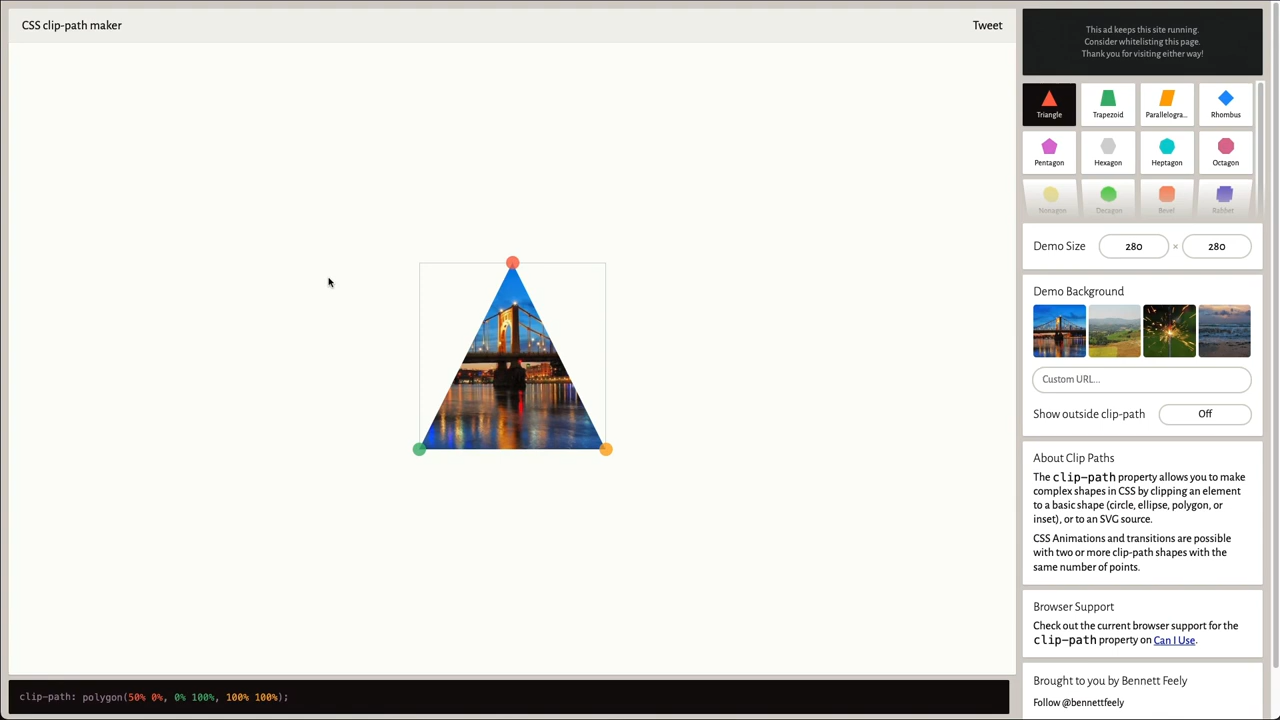 CSS clip-path maker
Tweet
This ad keeps this site running.
Consider whitelisting this page.
Thank you for visiting either way!
Triangle
Trapezoid
Parallelogra...
Rhombus
Pentagon
Hexagon
Heptagon
Octagon
Nonagon
Decagon
Bevel
Rabbet
Demo Size
280
×
280
Demo Background
Custom URL...
Show outside clip-path
Off
About Clip Paths
The clip-path property allows you to make
complex shapes in CSS by clipping an element
to a basic shape (circle, ellipse, polygon, or
inset), or to an SVG source.
CSS Animations and transitions are possible
with two or more clip-path shapes with the
same number of points.
Browser Support
Check out the current browser support for the
clip-path property on Can I Use.
Brought to you by Bennett Feely
Follow @bennettfeely
clip-path: polygon(50% 0%, 0% 100%, 100% 100%);